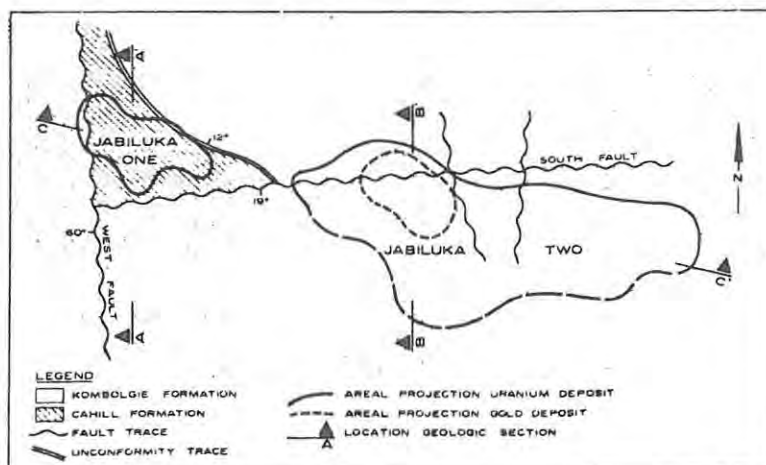 A
B
C
JABILUKA
ONE
12°
SOUTH FAULT
N
19°
60°
WEST FAULT
JABILUKA TWO
C'
A
B
LEGEND
KOMBOLGIE FORMATION
CAHILL FORMATION
FAULT TRACE
UNCONFORMITY TRACE
AREAL PROJECTION URANIUM DEPOSIT
AREAL PROJECTION GOLD DEPOSIT
LOCATION GEOLOGIC SECTION
A